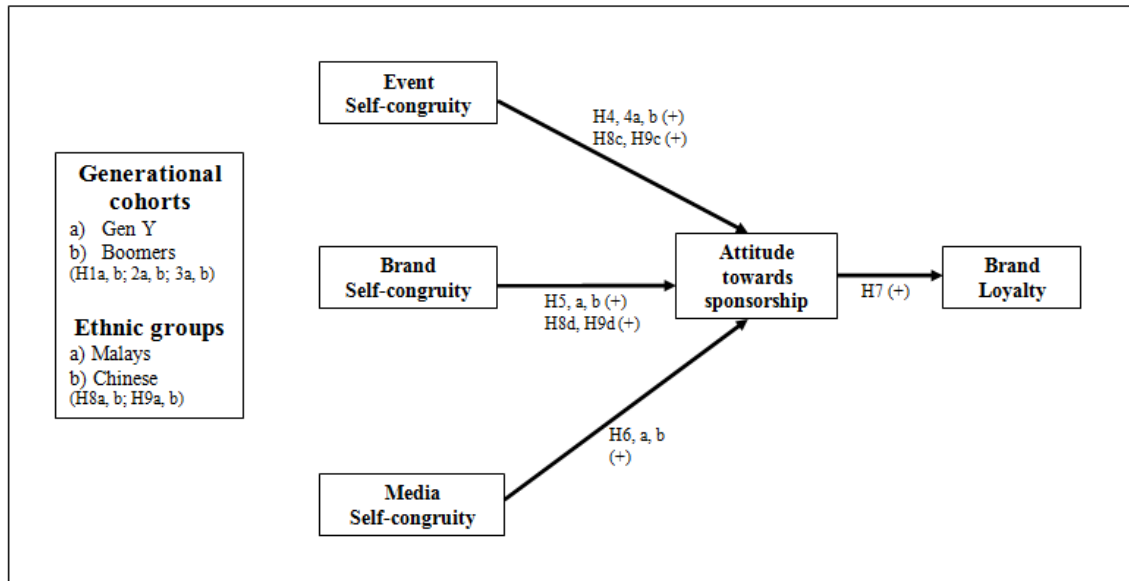 Event
Self-congruity
H4, 4a, b (+)
H8c, H9c (+)
Generational
cohorts
a) Gen Y
b) Boomers
(H1a, b; 2a, b; 3a, b)
Ethnic groups
a) Malays
b) Chinese
(H8a, b; H9a, b)
Brand
Self-congruity
H5, a, b (+)
H8d, H9d (+)
Attitude
towards
sponsorship
H7 (+)
Brand
Loyalty
H6, a, b
(+)
Media
Self-congruity